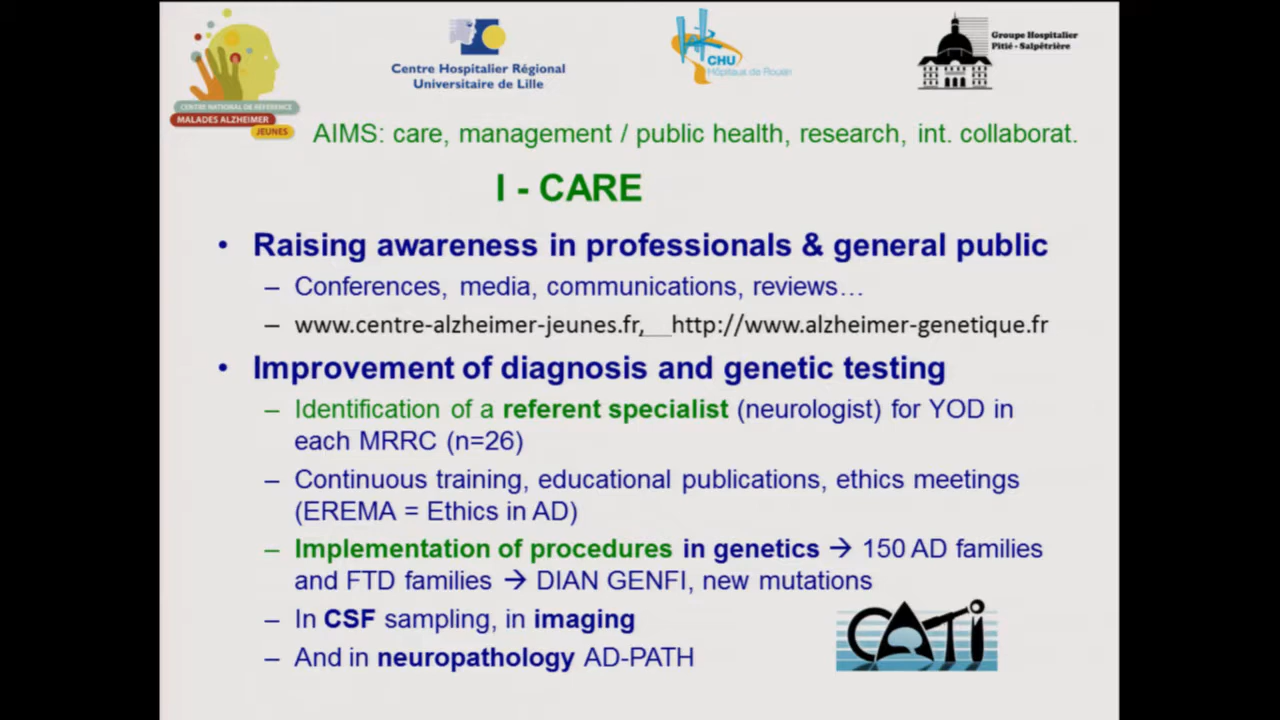 CENTRE NATIONAL DE RÉFÉRENCE
MALADES ALZHEIMER
JEUNES
Centre Hospitalier Régional
Universitaire de Lille
CHU
Hôpitaux de Rouen
Groupe Hospitalier
Pitié - Salpêtrière
AIMS: care, management / public health, research, int. collaborat.
I - CARE
• Raising awareness in professionals & general public
– Conferences, media, communications, reviews…
– www.centre-alzheimer-jeunes.fr,__http://www.alzheimer-genetique.fr
• Improvement of diagnosis and genetic testing
– Identification of a referent specialist (neurologist) for YOD in
each MRRC (n=26)
– Continuous training, educational publications, ethics meetings
(EREMA = Ethics in AD)
– Implementation of procedures in genetics → 150 AD families
and FTD families → DIAN GENFI, new mutations
– In CSF sampling, in imaging
– And in neuropathology AD-PATH
CATi